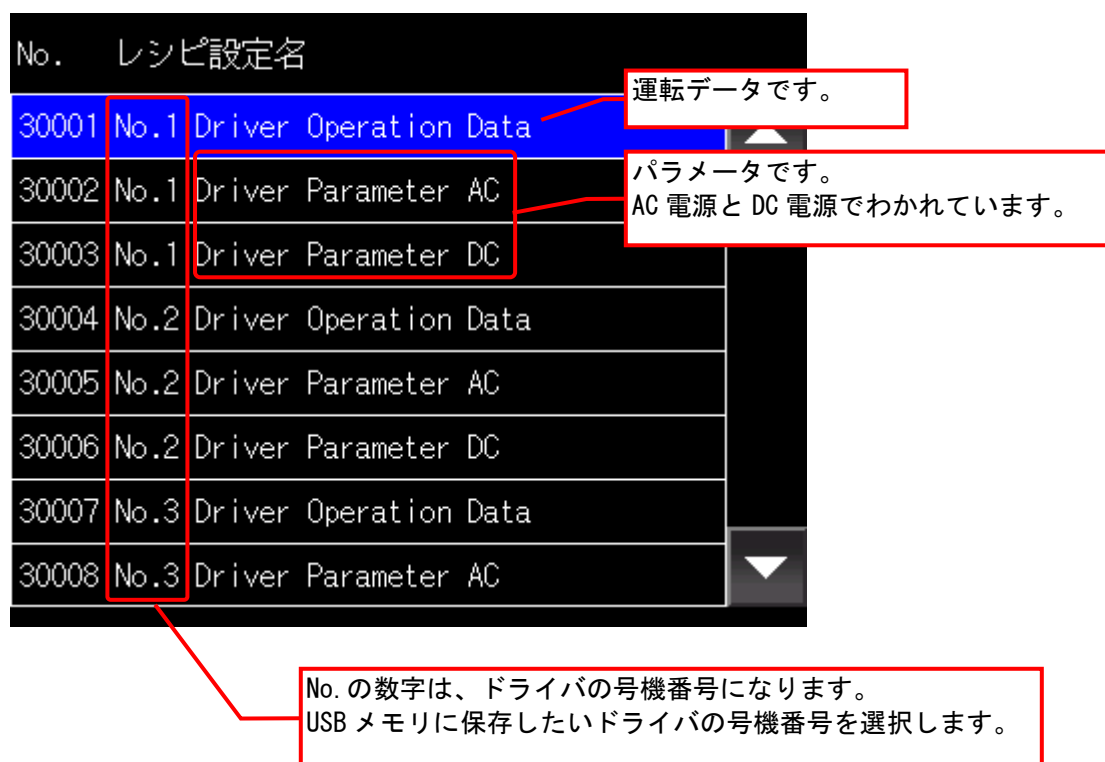 No. レシピ設定名
30001 No.1 Driver Operation Data
30002 No.1 Driver Parameter AC
30003 No.1 Driver Parameter DC
30004 No.2 Driver Operation Data
30005 No.2 Driver Parameter AC
30006 No.2 Driver Parameter DC
30007 No.3 Driver Operation Data
30008 No.3 Driver Parameter AC
運転データです。
パラメータです。
AC 電源と DC 電源でわかれています。
No. の数字は、ドライバの号機番号になります。
USB メモリに保存したいドライバの号機番号を選択します。